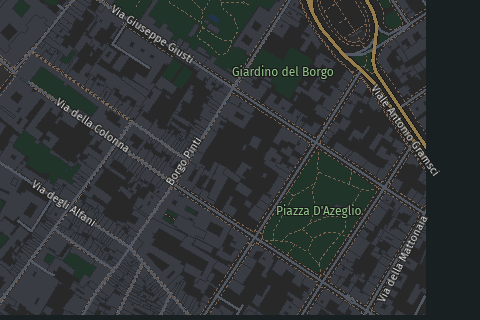 Via Giuseppe Giusti
Giardino del Borgo
Viale Antonio Gramsci
Via della Colonna
Borgo Pinti
Via degli Alfani
Piazza D'Azeglio
Via della Mattonaia